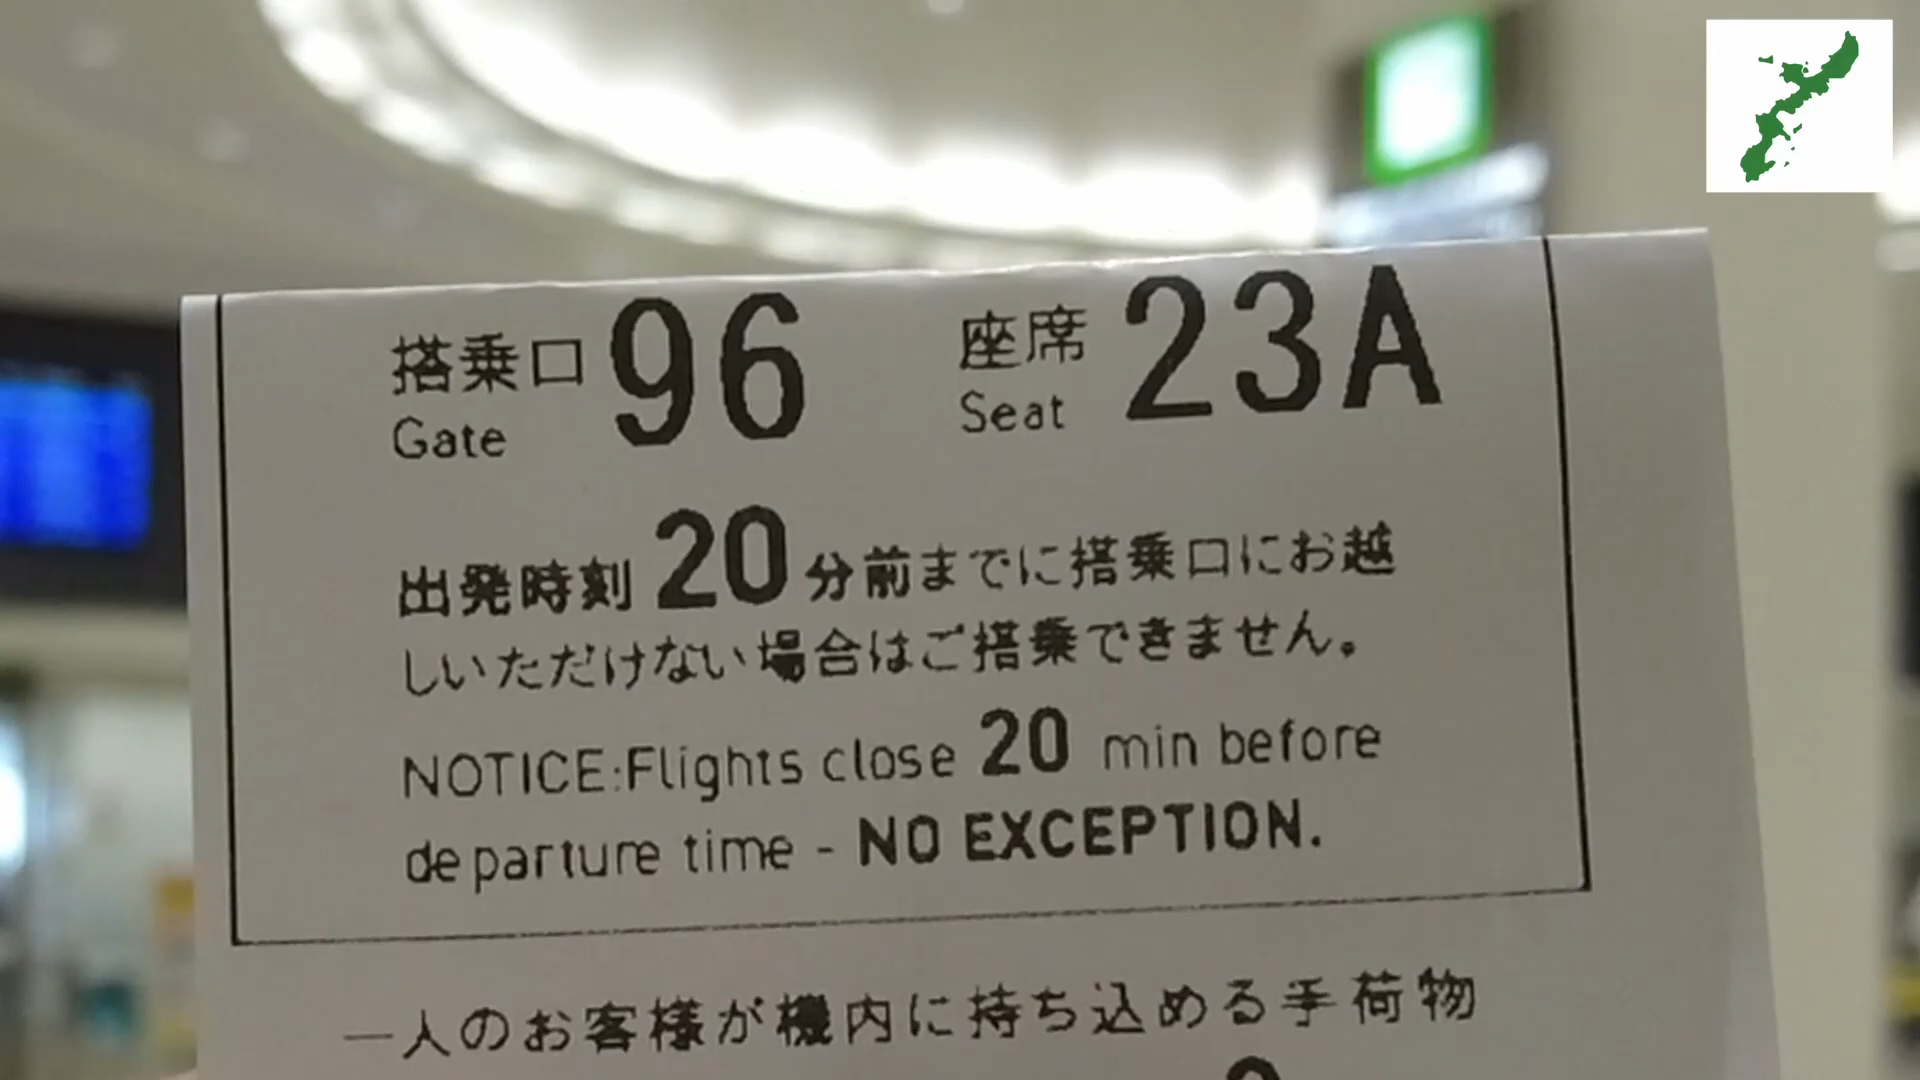 搭乗口 96 座席 23A
Gate Seat
出発時刻 20 分前までに搭乗口にお越
しいただけない場合はご搭乗できません。
NOTICE:Flights close 20 min before
departure time - NO EXCEPTION.
一人のお客様が機内に持ち込める手荷物